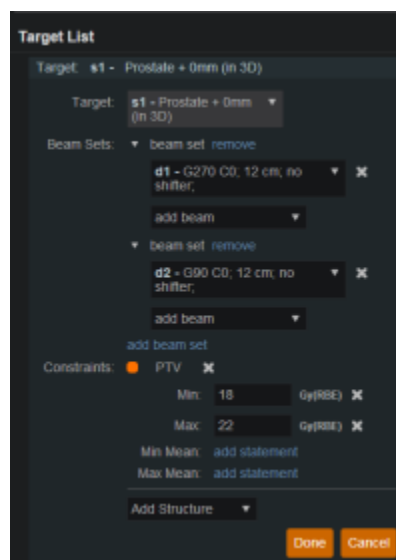 Target List
Target: s1 - Prostate + 0mm (in 3D)
Target: s1 - Prostate + 0mm
(in 3D)
Beam Sets: beam set remove
d1 - G270 C0; 12 cm; no
shifter;
add beam
beam set remove
d2 - G90 C0; 12 cm; no
shifter;
add beam
add beam set
Constraints: PTV
Min: 18 Gy(RBE)
Max: 22 Gy(RBE)
Min Mean: add statement
Max Mean: add statement
Add Structure
Done Cancel